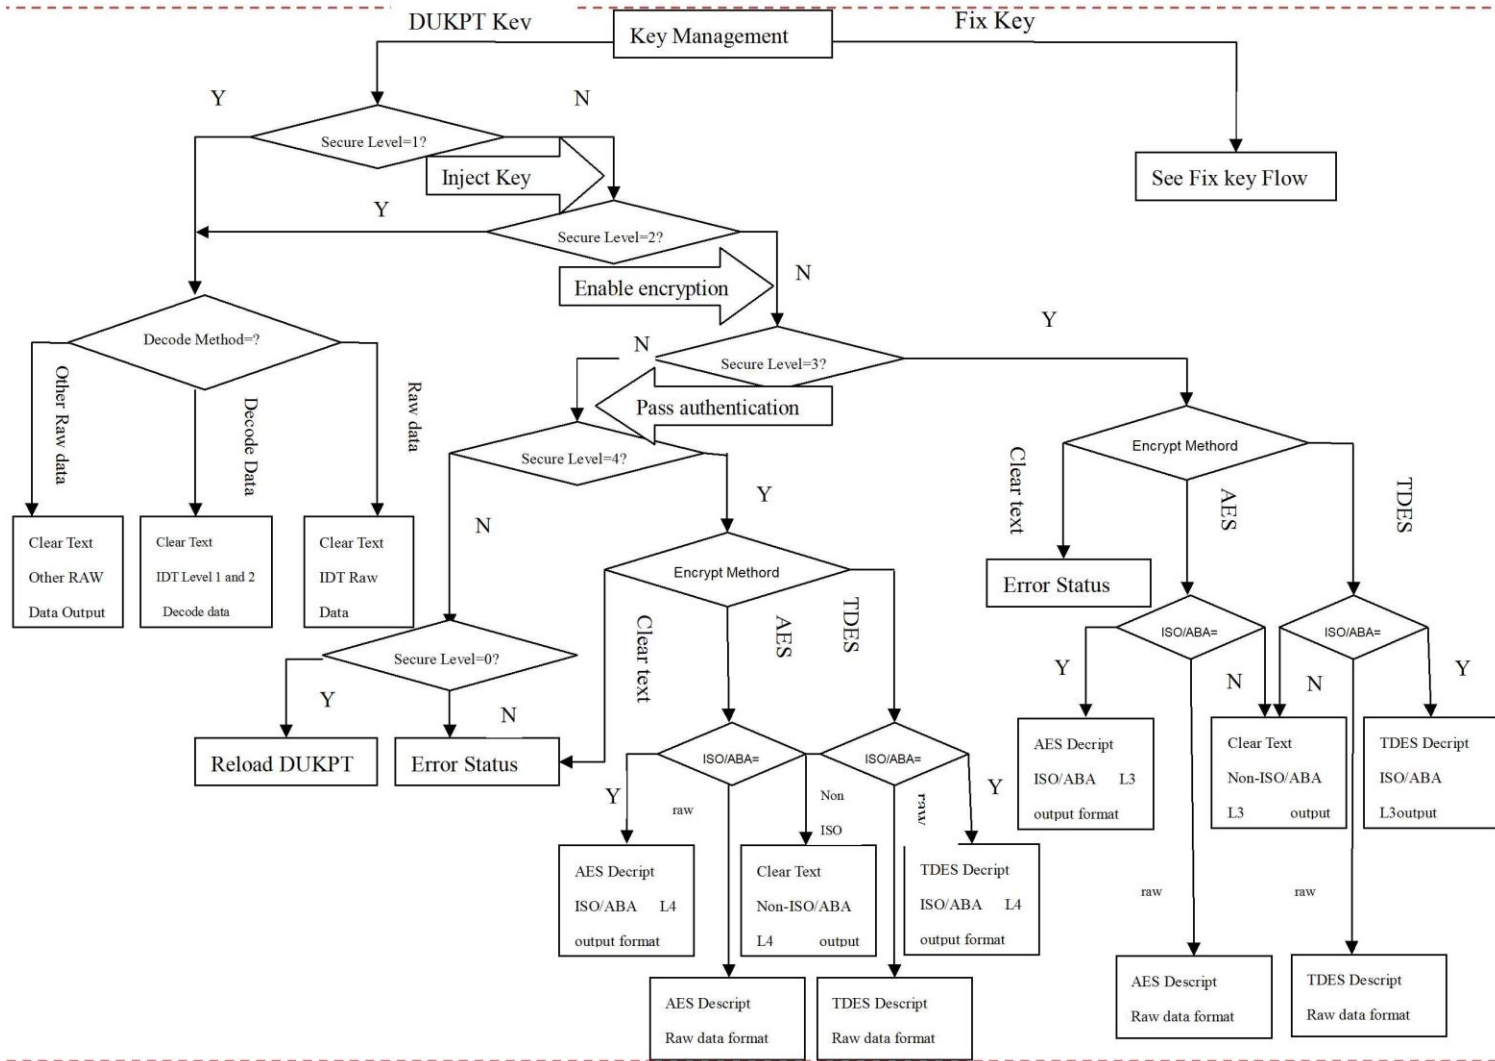 DUKPT Key
Key Management
Fix Key
Y
N
Secure Level=1?
Inject Key
See Fix key Flow
Y
Secure Level=2?
N
Enable encryption
Y
Decode Method=?
N
Secure Level=3?
Other Raw data
Decode Data
Raw data
Pass authentication
Encrypt Methord
Secure Level=4?
Clear text
AES
TDES
Y
N
Clear Text
Other RAW
Data Output
Clear Text
IDT Level 1 and 2
Decode data
Clear Text
IDT Raw
Data
Encrypt Methord
Error Status
Clear text
AES
TDES
ISO/ABA=
ISO/ABA=
Secure Level=0?
Y
N
N
Y
Y
N
Reload DUKPT
Error Status
ISO/ABA=
ISO/ABA=
AES Decript
ISO/ABA L3
output format
Clear Text
Non-ISO/ABA
L3 output
TDES Decript
ISO/ABA
L3output
Y
raw
Non
ISO
raw
Y
AES Decript
ISO/ABA L4
output format
Clear Text
Non-ISO/ABA
L4 output
TDES Decript
ISO/ABA L4
output format
raw
raw
AES Descript
Raw data format
TDES Descript
Raw data format
AES Descript
Raw data format
TDES Descript
Raw data format